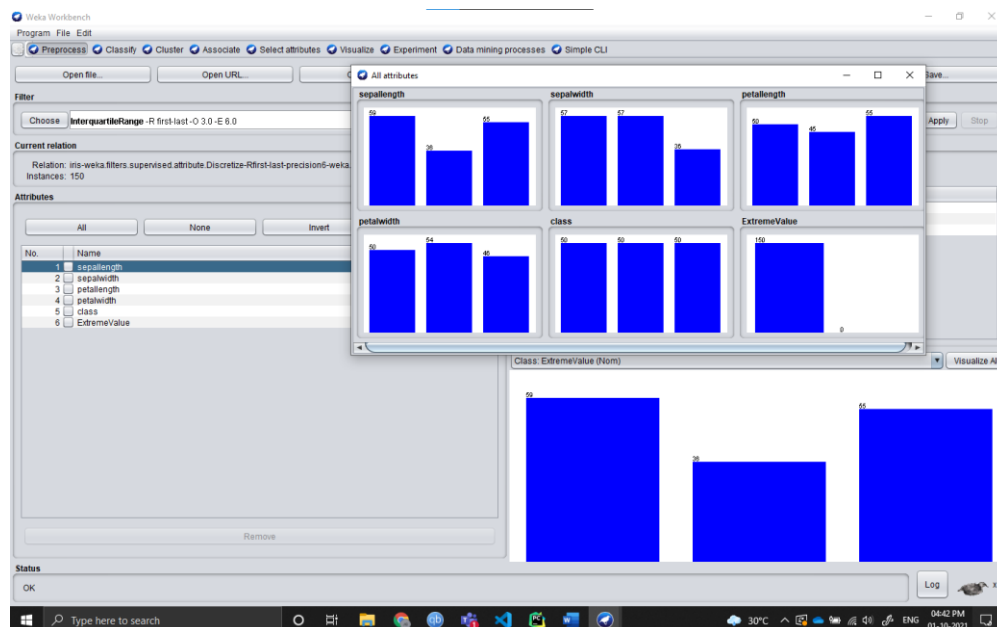 Weka Workbench
Program File Edit
Preprocess Classify Cluster Associate Select attributes Visualize Experiment Data mining processes Simple CLI
Open file... Open URL... Save...
Filter
Choose InterquartileRange -R first-last -O 3.0 -E 6.0 Apply Stop
Current relation
Relation: iris-weka.filters.supervised.attribute.Discretize-Rfirst-last-precision6-weka.
Instances: 150
Attributes
All None Invert
No. Name
1 sepallength
2 sepalwidth
3 petallength
4 petalwidth
5 class
6 ExtremeValue
Remove
All attributes
sepallength sepalwidth petallength
59 36 55 57 57 36 50 45 55
petalwidth class ExtremeValue
50 54 46 50 50 50 150 0
Class: ExtremeValue (Nom) Visualize All
59 36 55
Status
OK
Log x
Type here to search
30°C ENG 04:42 PM
01-10-2021